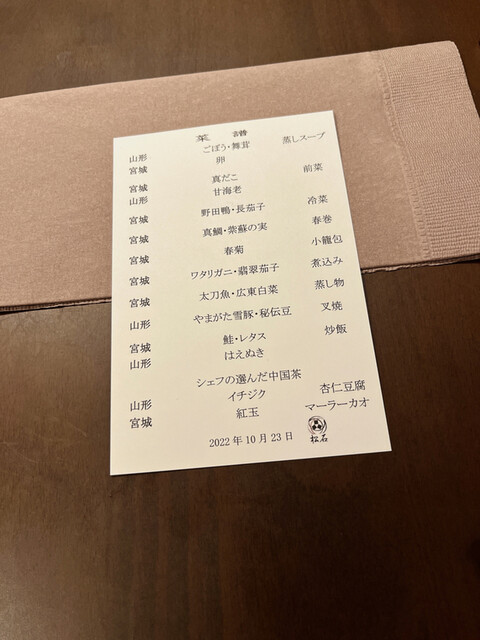 菜譜
山形 ごぼう・舞茸 蒸しスープ
宮城 卵
宮城 真だこ 前菜
山形 甘海老
宮城 野田鴨・長茄子 冷菜
宮城 真鯛・紫蘇の実 春巻
宮城 春菊 小籠包
宮城 ワタリガニ・翡翠茄子 煮込み
宮城 太刀魚・広東白菜 蒸し物
山形 やまがた雪豚・秘伝豆 叉焼
宮城 鮭・レタス 炒飯
山形 はえぬき
シェフの選んだ中国茶
山形 イチジク 杏仁豆腐
宮城 紅玉 マーラーカオ
2022年10月23日
松石